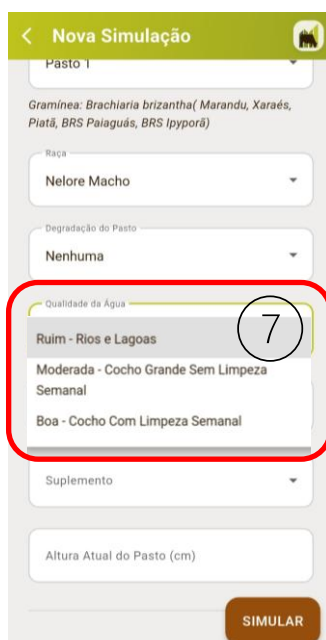 Nova Simulação
Pasto 1
Gramínea: Brachiaria brizantha( Marandu, Xaraés,
Piatã, BRS Paiaguás, BRS Ipyporã)
Raça
Nelore Macho
Degradação do Pasto
Nenhuma
Qualidade da Água
7
Ruim - Rios e Lagoas
Moderada - Cocho Grande Sem Limpeza
Semanal
Boa - Cocho Com Limpeza Semanal
Suplemento
Altura Atual do Pasto (cm)
SIMULAR